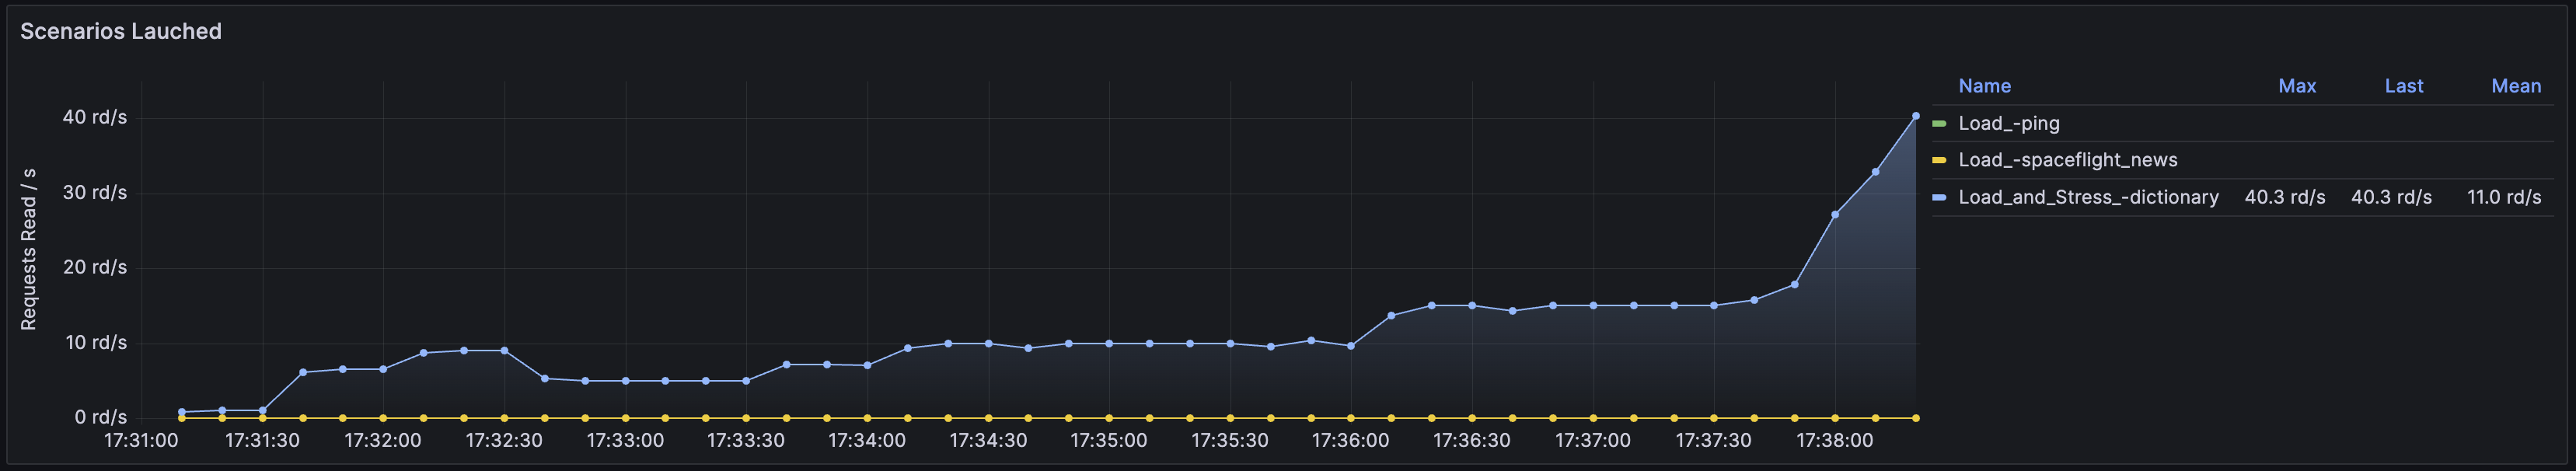 Scenarios Lauched
Name Max Last Mean
Load_-ping
Load_-spaceflight_news
Load_and_Stress_-dictionary 40.3 rd/s 40.3 rd/s 11.0 rd/s
Requests Read / s
40 rd/s
30 rd/s
20 rd/s
10 rd/s
0 rd/s
17:31:00 17:31:30 17:32:00 17:32:30 17:33:00 17:33:30 17:34:00 17:34:30 17:35:00 17:35:30 17:36:00 17:36:30 17:37:00 17:37:30 17:38:00